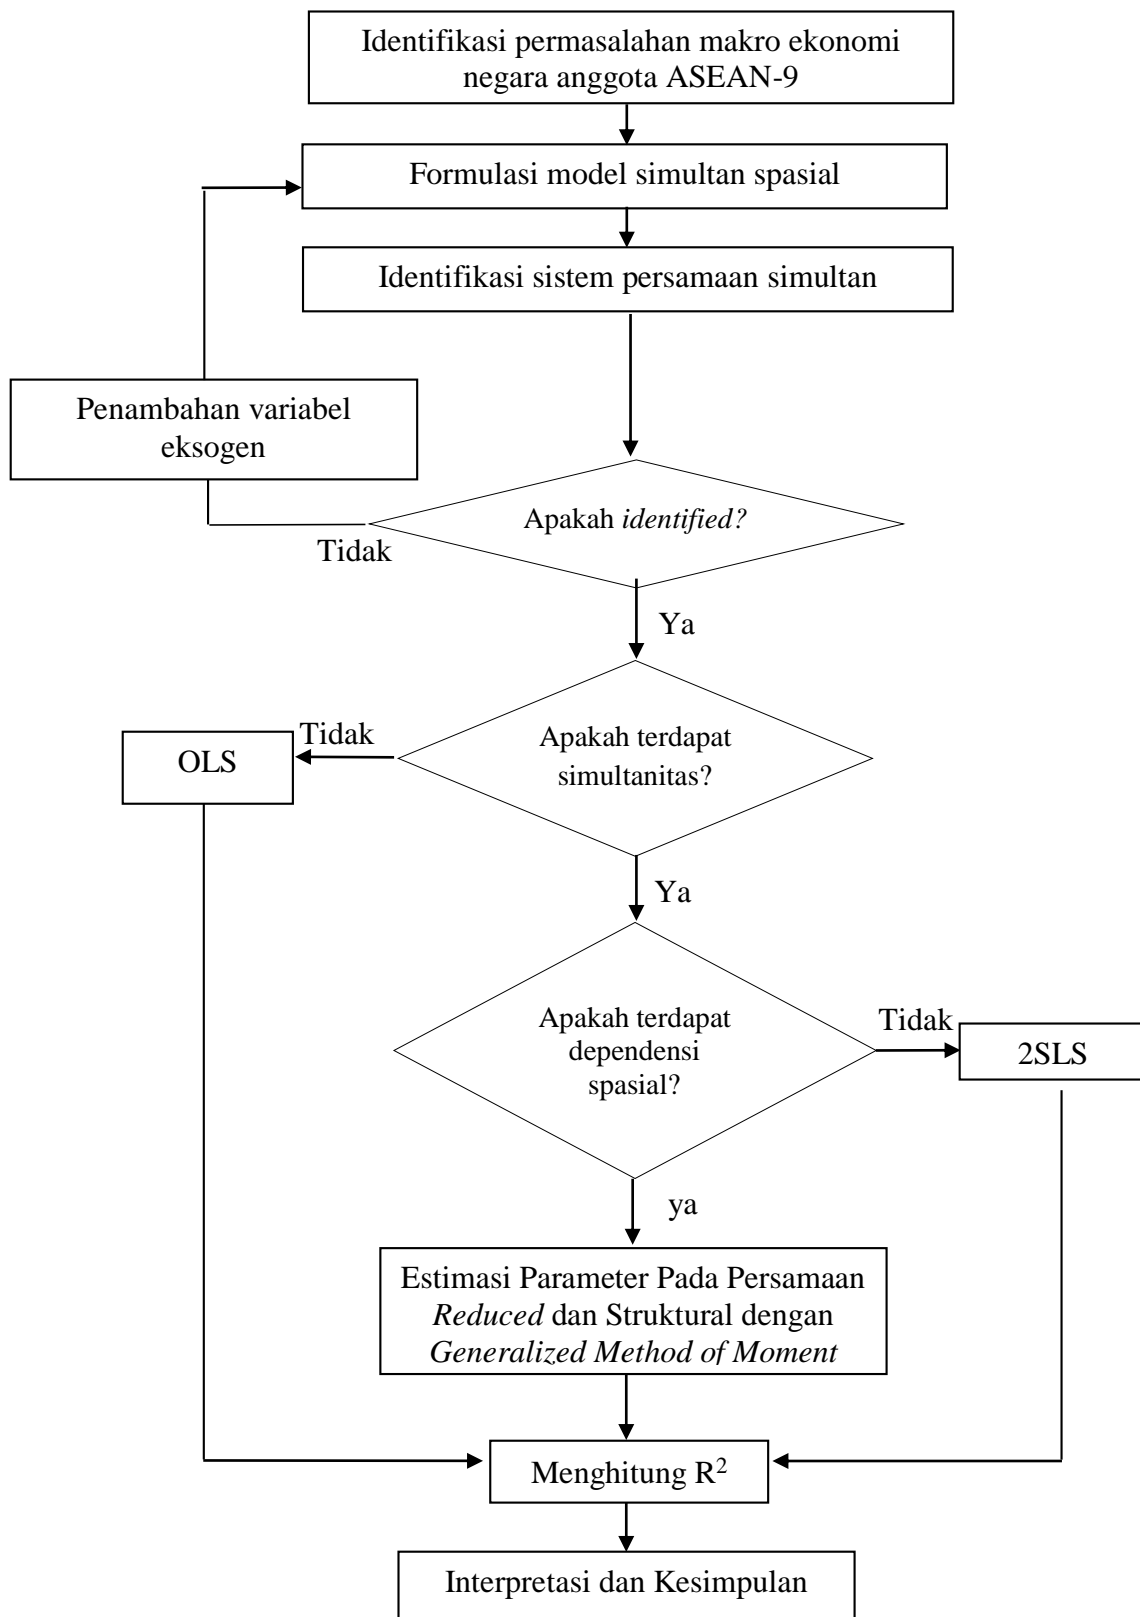 Identifikasi permasalahan makro ekonomi
negara anggota ASEAN-9
Formulasi model simultan spasial
Identifikasi sistem persamaan simultan
Penambahan variabel
eksogen
Apakah identified?
Tidak
Ya
Tidak
OLS
Apakah terdapat
simultanitas?
Ya
Apakah terdapat
dependensi
spasial?
Tidak
2SLS
ya
Estimasi Parameter Pada Persamaan
Reduced dan Struktural dengan
Generalized Method of Moment
Menghitung R²
Interpretasi dan Kesimpulan